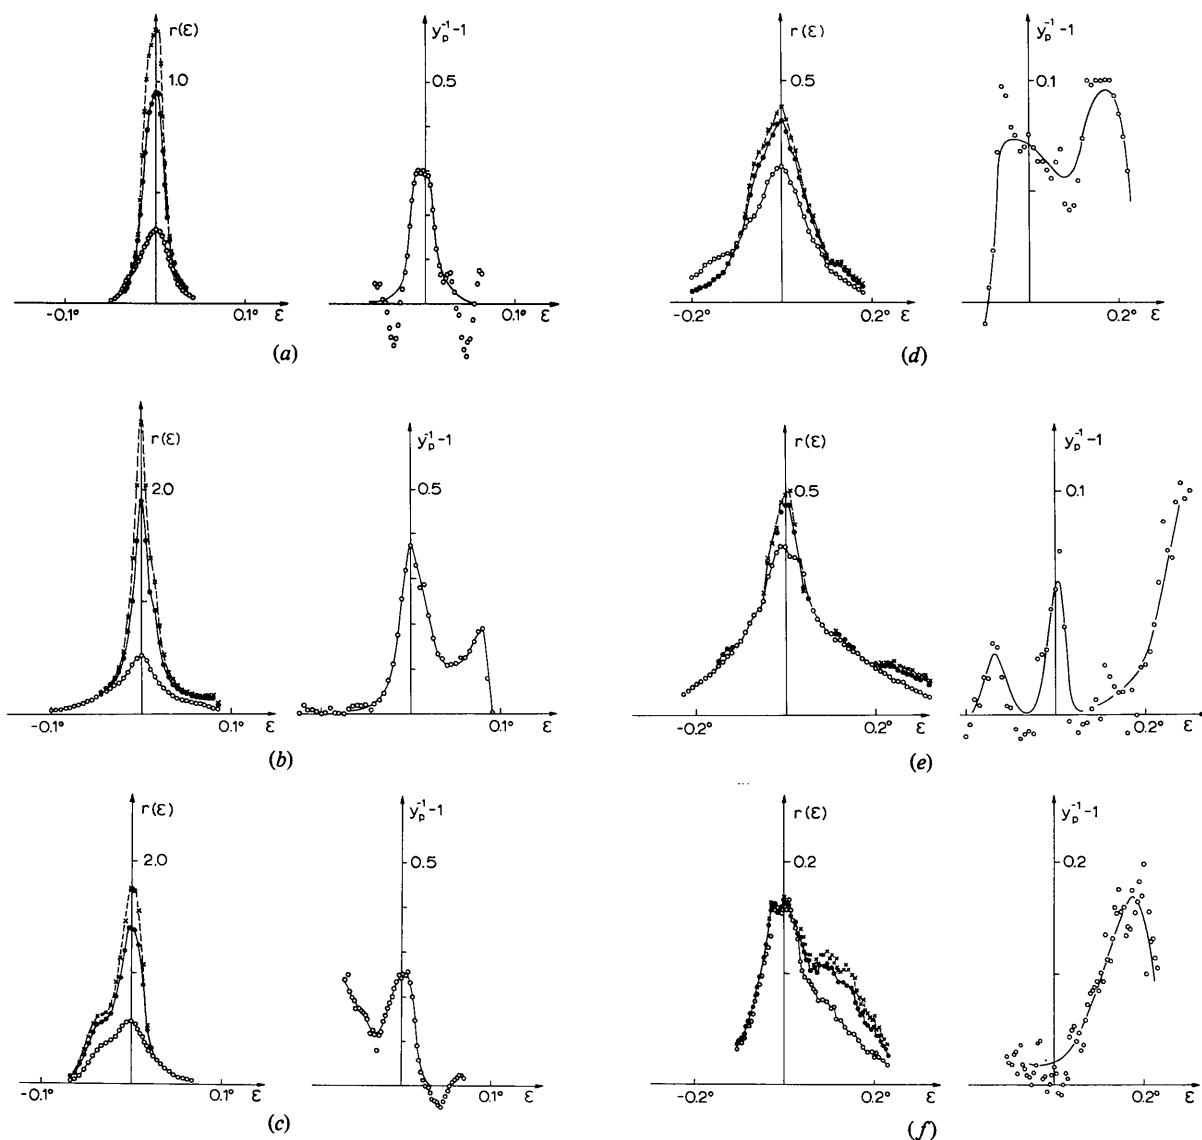 r(ε)
1.0
-0.1°
0.1°
ε
y_p^{-1}-1
0.5
0.1°
ε
(a)
r(ε)
0.5
-0.2°
0.2°
ε
y_p^{-1}-1
0.1
0.2°
ε
(d)
r(ε)
2.0
-0.1°
0.1°
ε
y_p^{-1}-1
0.5
0.1°
ε
(b)
r(ε)
0.5
-0.2°
0.2°
ε
y_p^{-1}-1
0.1
0.2°
ε
(e)
r(ε)
2.0
-0.1°
0.1°
ε
y_p^{-1}-1
0.5
0.1°
ε
(c)
r(ε)
0.2
-0.2°
0.2°
ε
y_p^{-1}-1
0.2
0.2°
ε
(f)